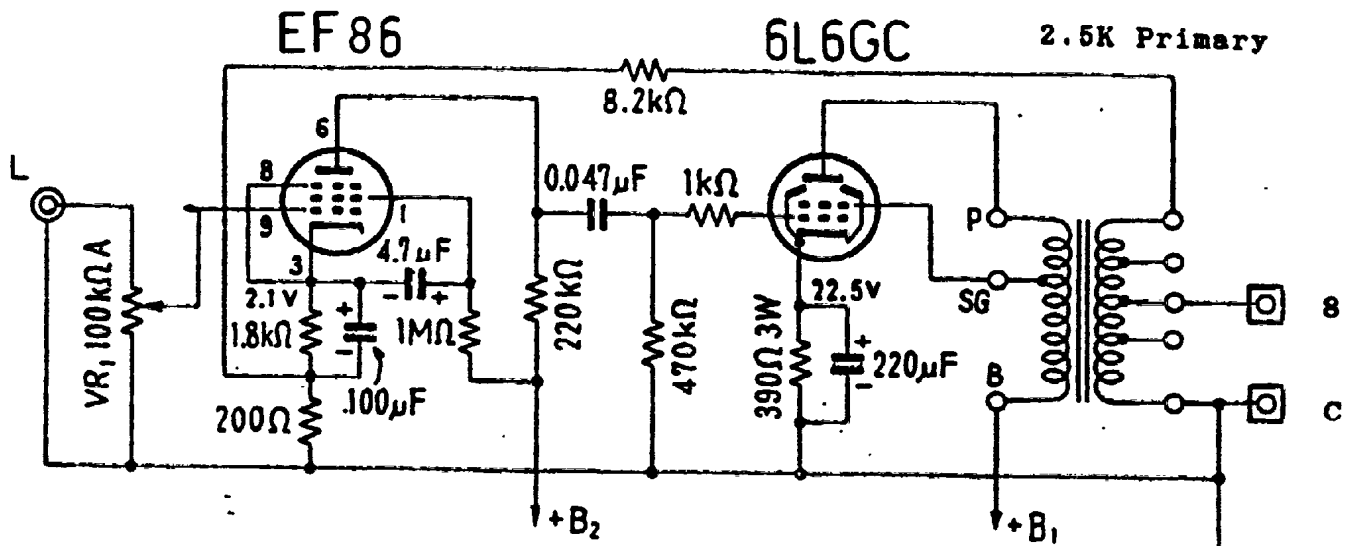 EF86
6L6GC
2.5K Primary
8.2kΩ
L
6
8
9
1
3
0.047µF
1kΩ
P
4.7µF
- +
2.1V
22.5V
SG
8
VR₁ 100kΩA
1.8kΩ
+
-
1MΩ
220kΩ
470kΩ
390Ω 3W
+
-
220µF
B
200Ω
.100µF
C
+B₂
+B₁